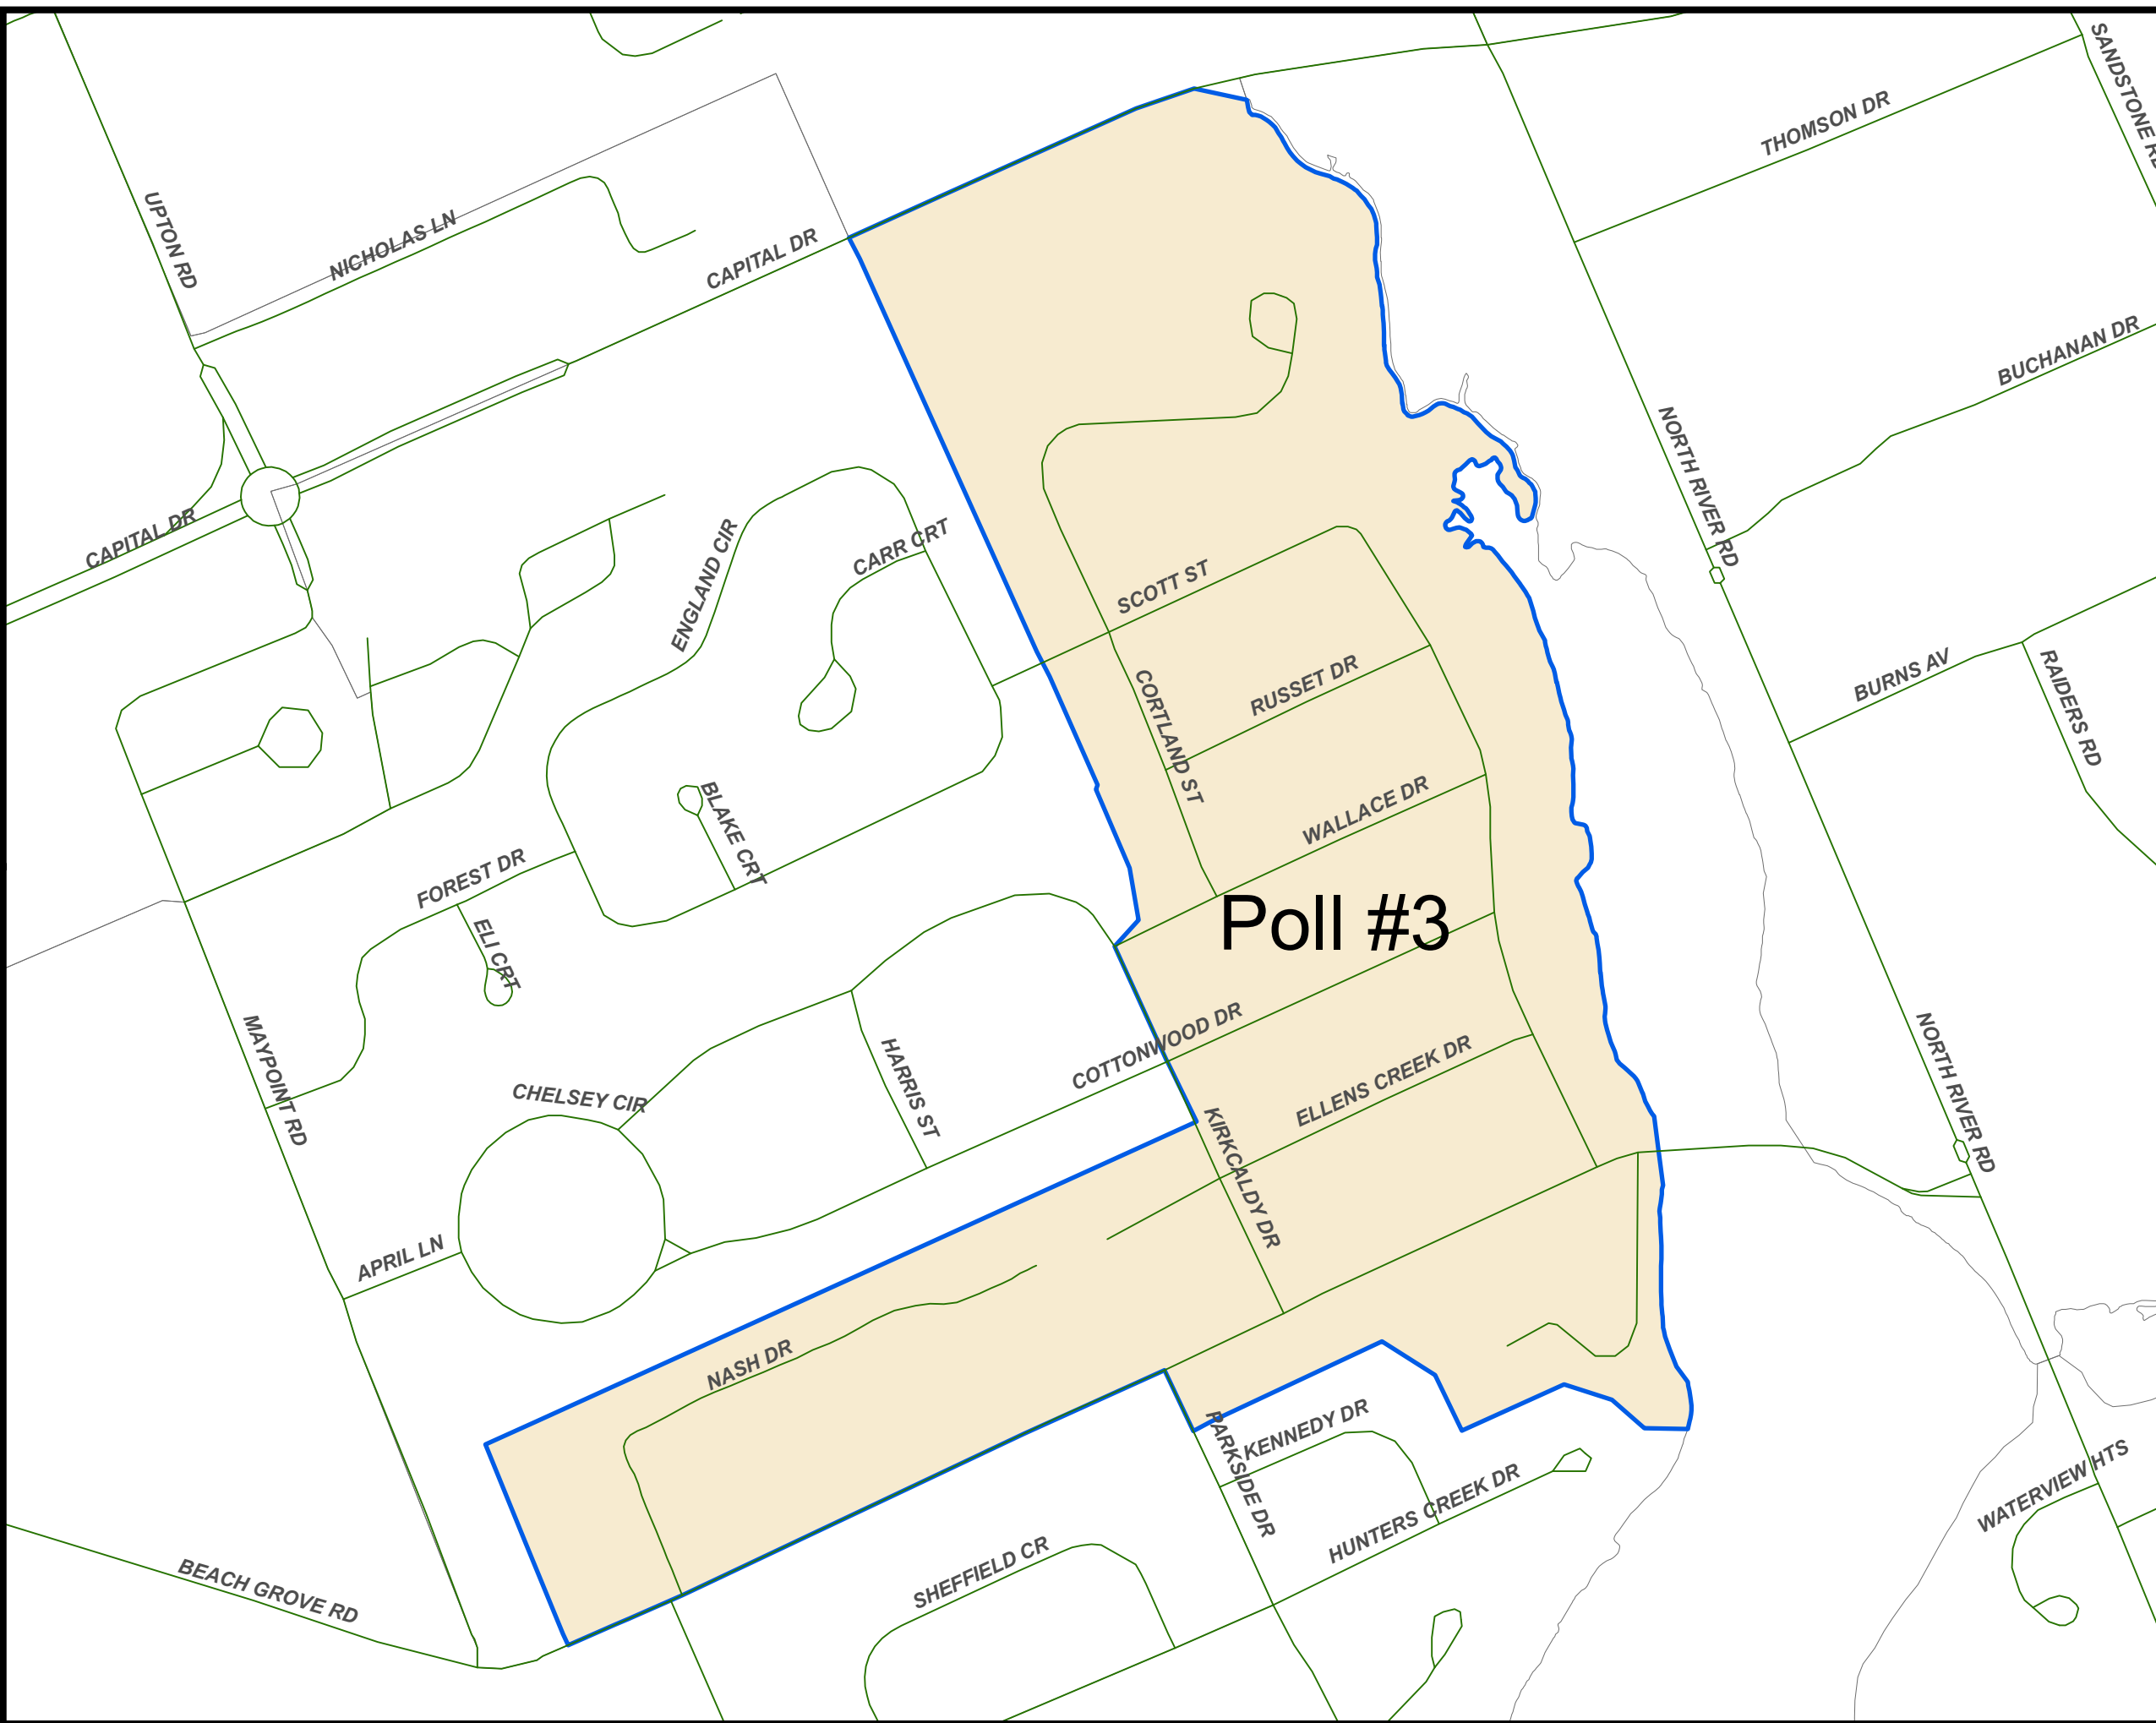 SANDSTONE RD
THOMSON DR
UPTON RD
NICHOLAS LN
CAPITAL DR
BUCHANAN DR
NORTH RIVER RD
CAPITAL DR
ENGLAND CIR
CARR CRT
SCOTT ST
RUSSET DR
CORTLAND ST
BURNS AV
RAIDERS RD
WALLACE DR
BLAKE CRT
FOREST DR
Poll #3
ELI CRT
MAYPOINT RD
COTTONWOOD DR
HARRIS ST
ELLENS CREEK DR
NORTH RIVER RD
CHELSEY CIR
KIRKCALDY DR
APRIL LN
NASH DR
KENNEDY DR
PARKSIDE DR
HUNTERS CREEK DR
WATERVIEW HTS
SHEFFIELD CR
BEACH GROVE RD